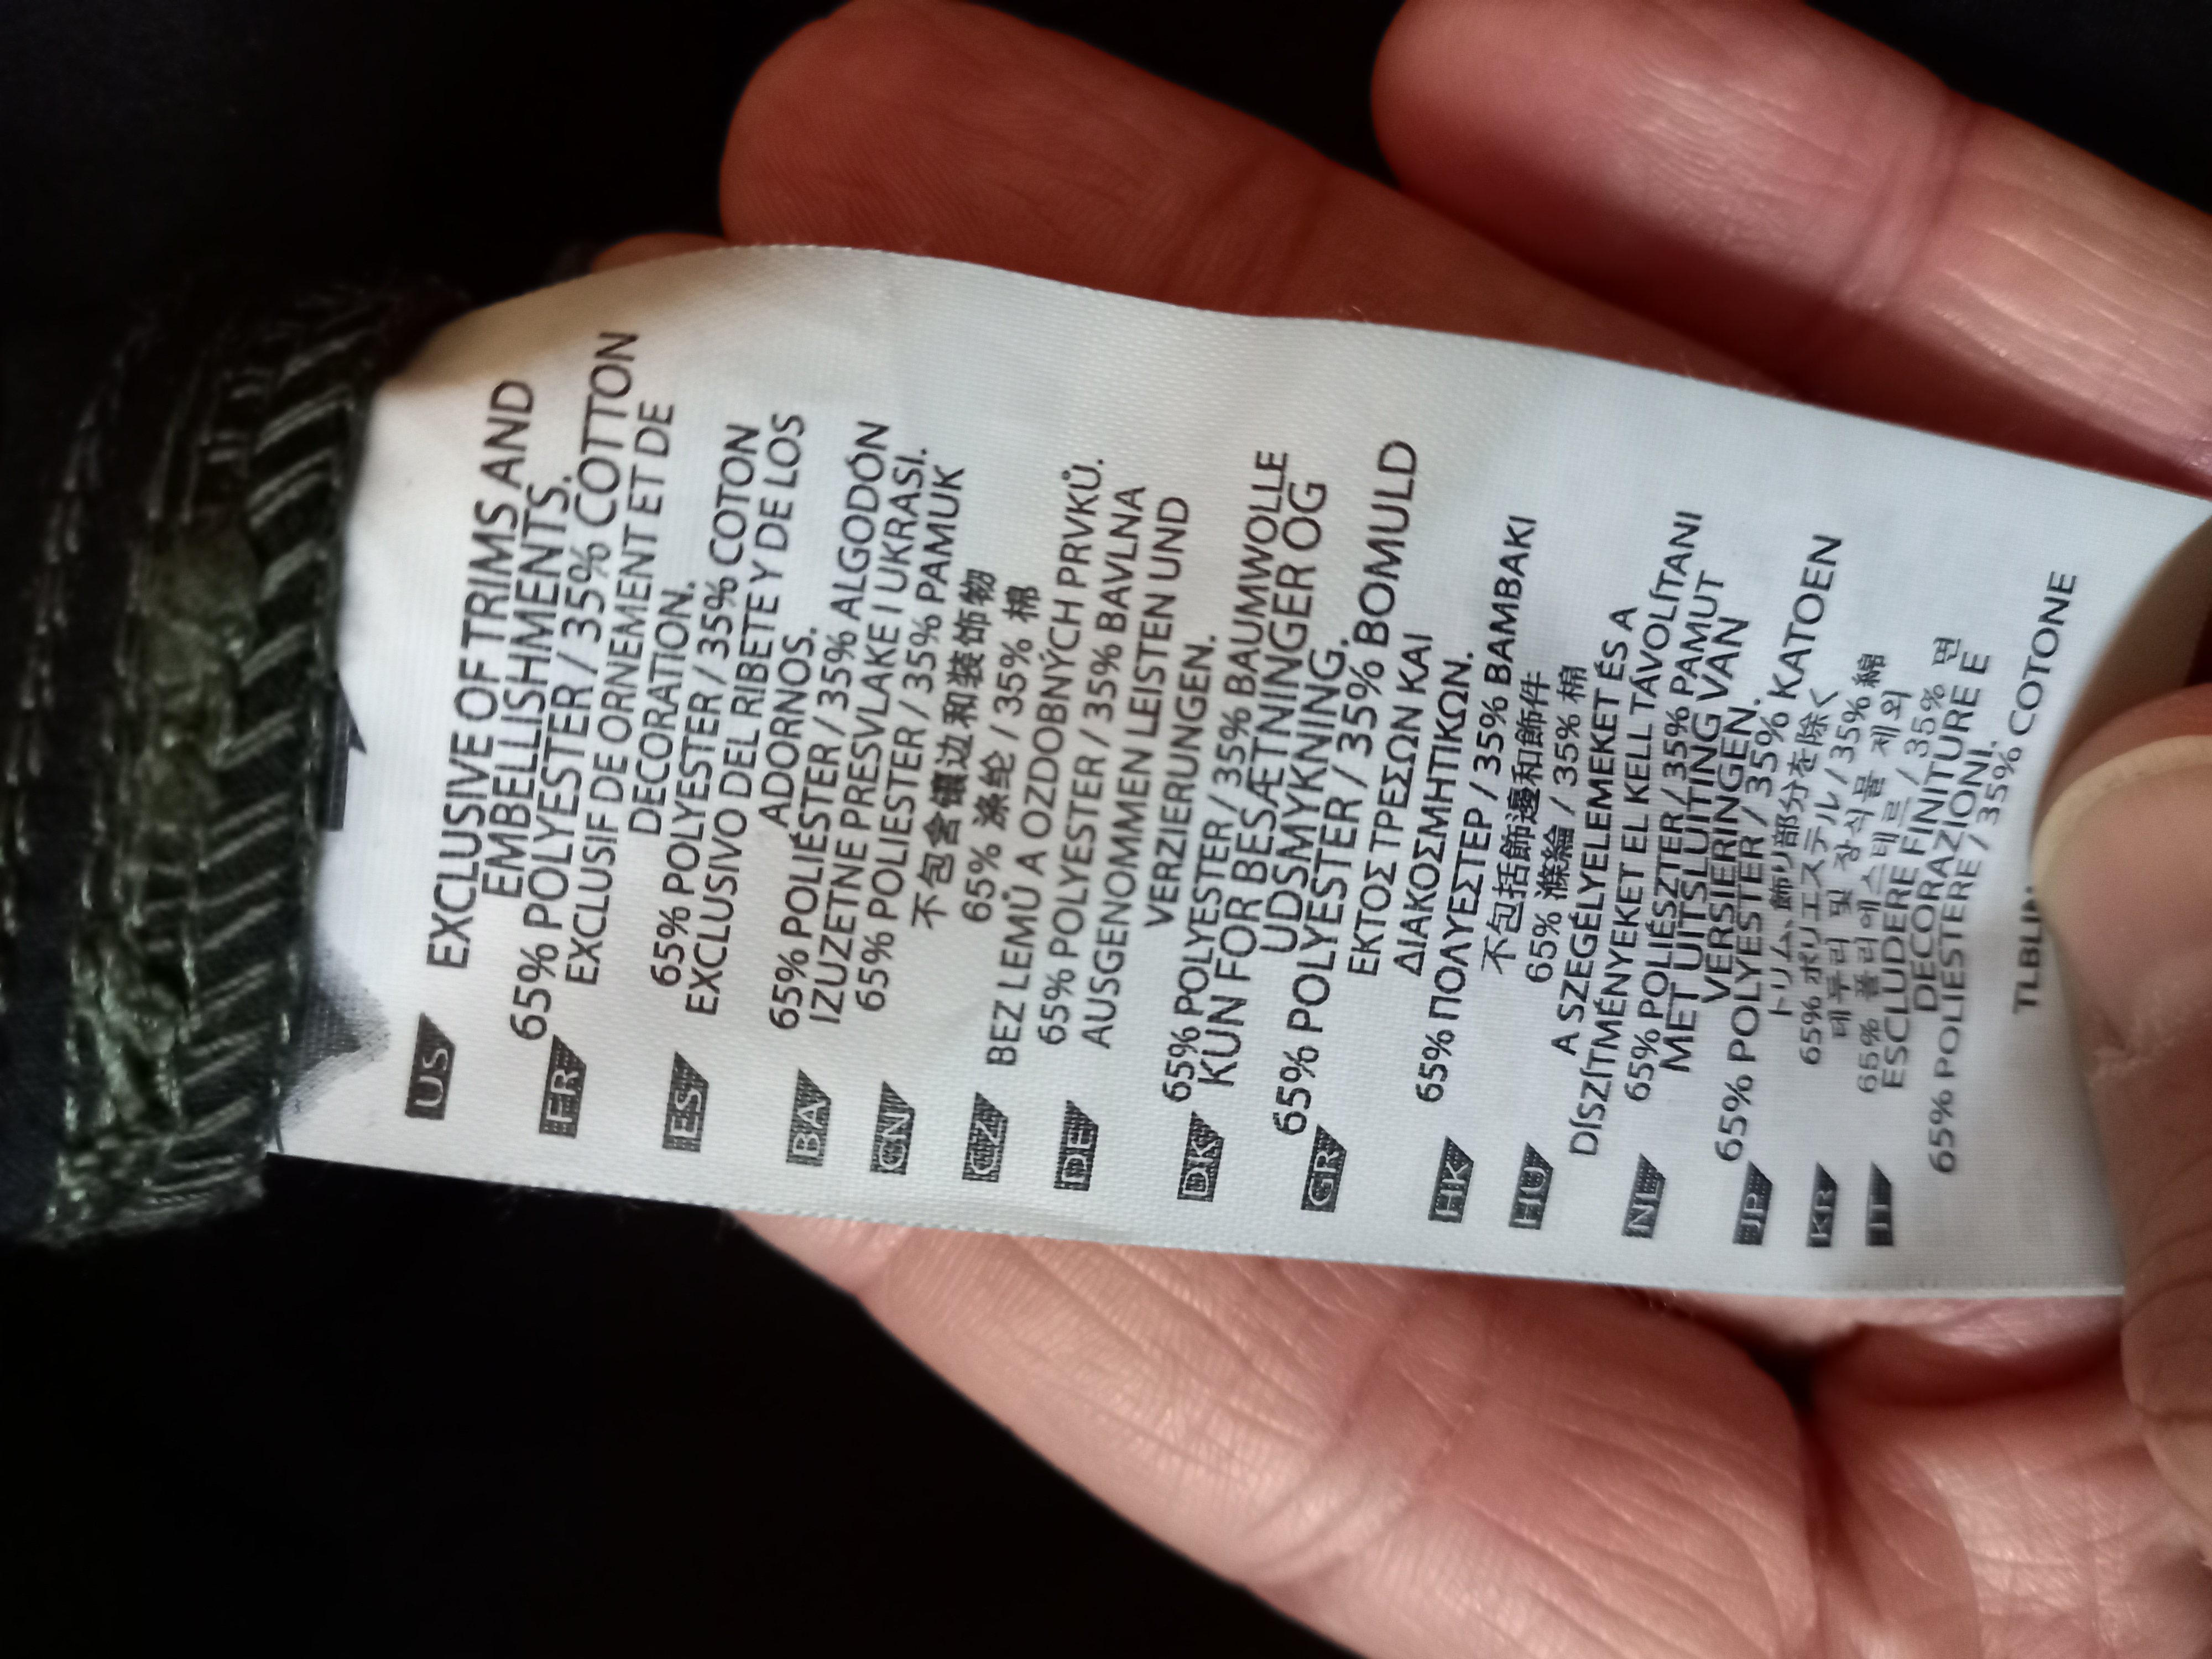 US EXCLUSIVE OF TRIMS AND
EMBELLISHMENTS.
65% POLYESTER / 35% COTTON
FR EXCLUSIF DE ORNEMENT ET DE
DECORATION.
65% POLYESTER / 35% COTON
ES EXCLUSIVO DEL RIBETE Y DE LOS
ADORNOS.
65% POLIÉSTER / 35% ALGODÓN
BA IZUZETNE PRESVLAKE I UKRASI.
65% POLIESTER / 35% PAMUK
CN 不包含镶边和装饰物
65% 涤纶 / 35% 棉
CZ BEZ LEMŮ A OZDOBNÝCH PRVKŮ.
65% POLYESTER / 35% BAVLNA
DE AUSGENOMMEN LEISTEN UND
VERZIERUNGEN.
65% POLYESTER / 35% BAUMWOLLE
DK KUN FOR BESÆTNINGER OG
UDSMYKNING.
65% POLYESTER / 35% BOMULD
GR ΕΚΤΟΣ ΤΡΕΣΩΝ ΚΑΙ
ΔΙΑΚΟΣΜΗΤΙΚΩΝ.
65% ΠΟΛΥΕΣΤΕΡ / 35% ΒΑΜΒΑΚΙ
HK 不包括飾邊和飾件
65% 滌綸 / 35% 棉
HU A SZEGÉLYELEMEKET ÉS A
DÍSZÍTMÉNYEKET EL KELL TÁVOLÍTANI
65% POLIÉSZTER / 35% PAMUT
NL MET UITSLUITING VAN
VERSIERINGEN.
65% POLYESTER / 35% KATOEN
JP トリム、飾り部分を除く
65% ポリエステル / 35% 綿
KR 테두리 및 장식물 제외
65% 폴리에스테르 / 35% 면
IT ESCLUDERE FINITURE E
DECORAZIONI.
65% POLIESTERE / 35% COTONE